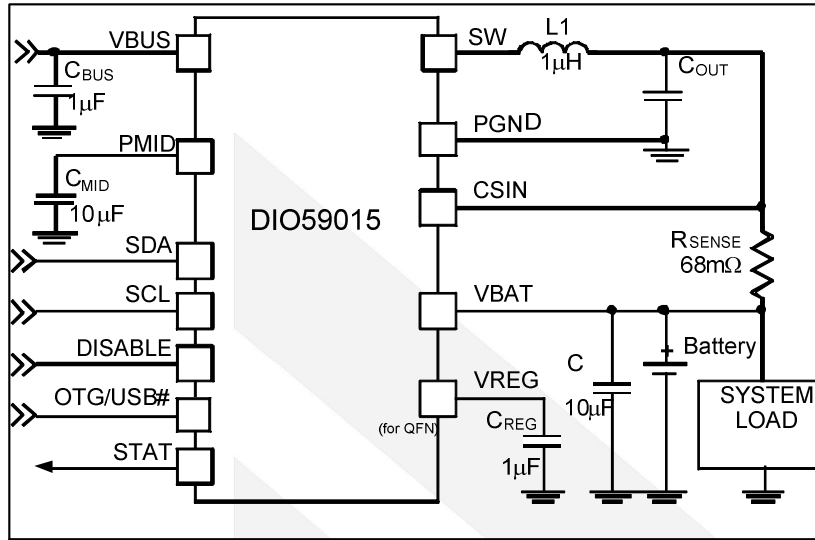 VBUS
CBUS
1μF
PMID
CMID
10μF
SDA
SCL
DISABLE
OTG/USB#
STAT
DIO59015
SW
L1
1μH
COUT
PGND
CSIN
RSENSE
68mΩ
VBAT
VREG
(for QFN)
CREG
1μF
C
10μF
+
Battery
SYSTEM
LOAD